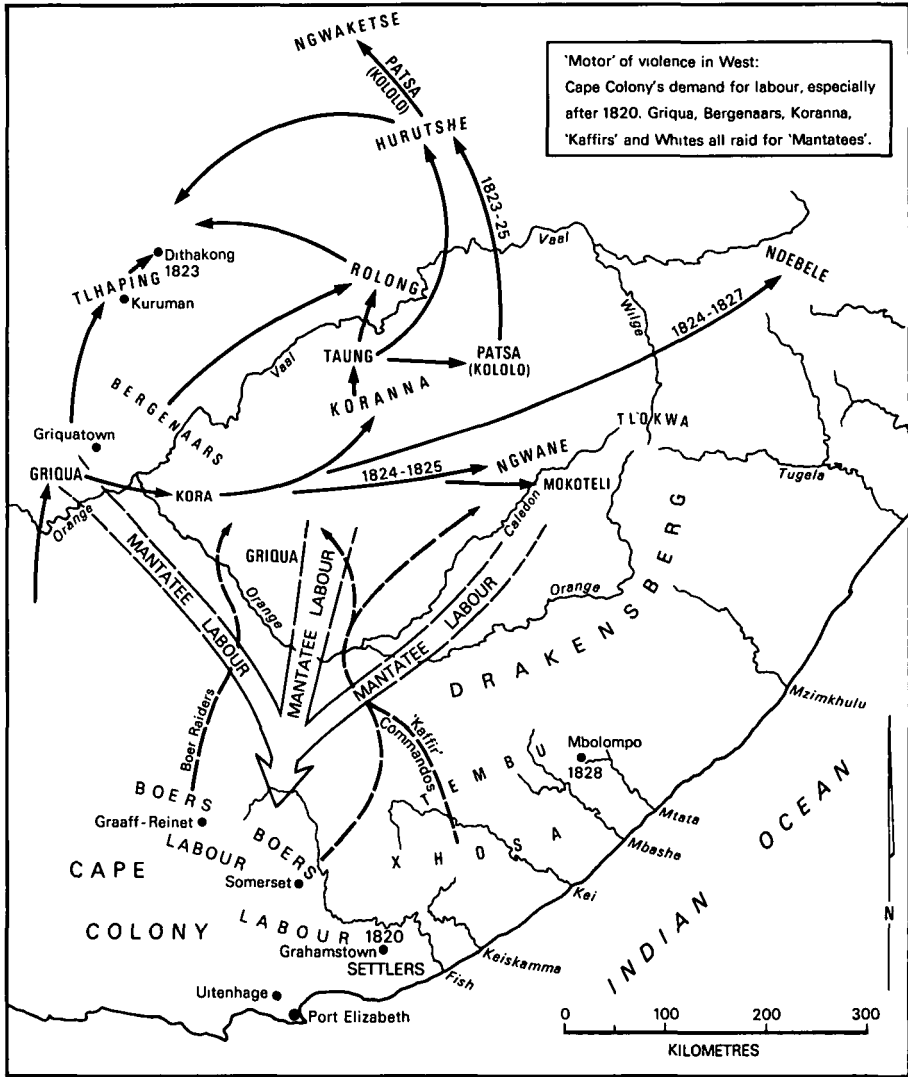 NGWAKETSE
PATSA
(KOLOLO)
HURUTSHE
'Motor' of violence in West:
Cape Colony's demand for labour, especially
after 1820. Griqua, Bergenaars, Koranna,
'Kaffirs' and Whites all raid for 'Mantatees'.
1823-25
Vaal
Dithakong
1823
TLHAPING
Kuruman
ROLONG
NDEBELE
Wilge
1824-1827
Vaal
TAUNG
PATSA
(KOLOLO)
BERGENAARS
KORANNA
TLOKWA
Griquatown
GRIQUA
KORA
1824-1825
NGWANE
MOKOTELI
Tugela
Orange
Caledon
MANTATEE LABOUR
GRIQUA
MANTATEE LABOUR
MANTATEE LABOUR
Orange
Orange
DRAKENSBERG
Mzimkhulu
Boer Raiders
'Kaffir'
Commandos
TEMBU
Mbolompo
1828
BOERS
Graaff-Reinet
BOERS
LABOUR
XHOSA
Mtata
Mbashe
CAPE
COLONY
Somerset
Kei
LABOUR
1820
Grahamstown
SETTLERS
Keiskamma
Fish
INDIAN OCEAN
N
Uitenhage
Port Elizabeth
0 100 200 300
KILOMETRES